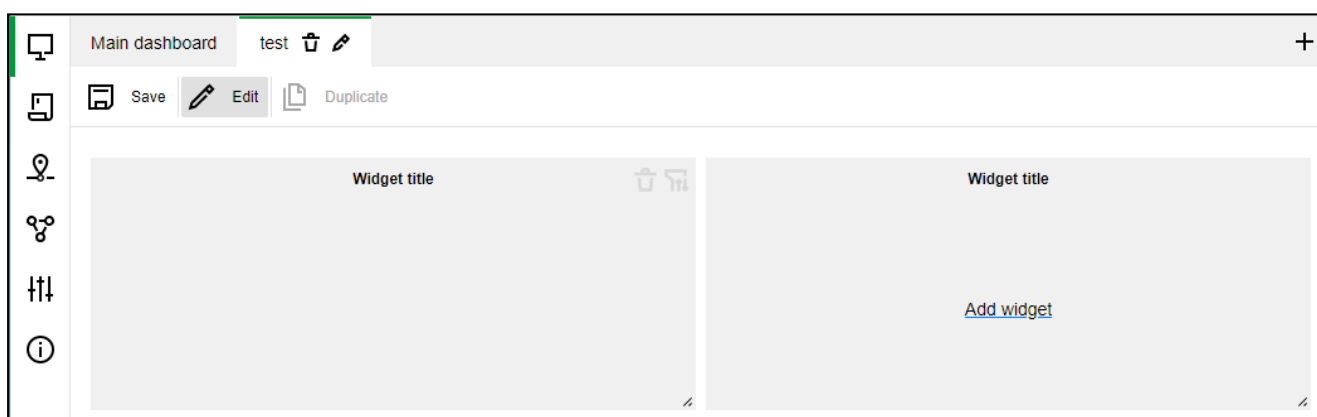 Main dashboard
test
Save
Edit
Duplicate
Widget title
Widget title
Add widget